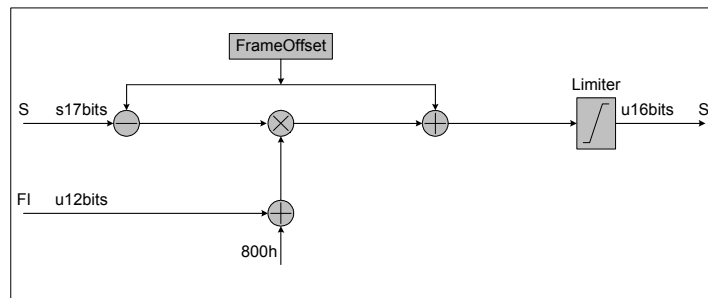 FrameOffset
Limiter
S s17bits u16bits S
FI u12bits
800h